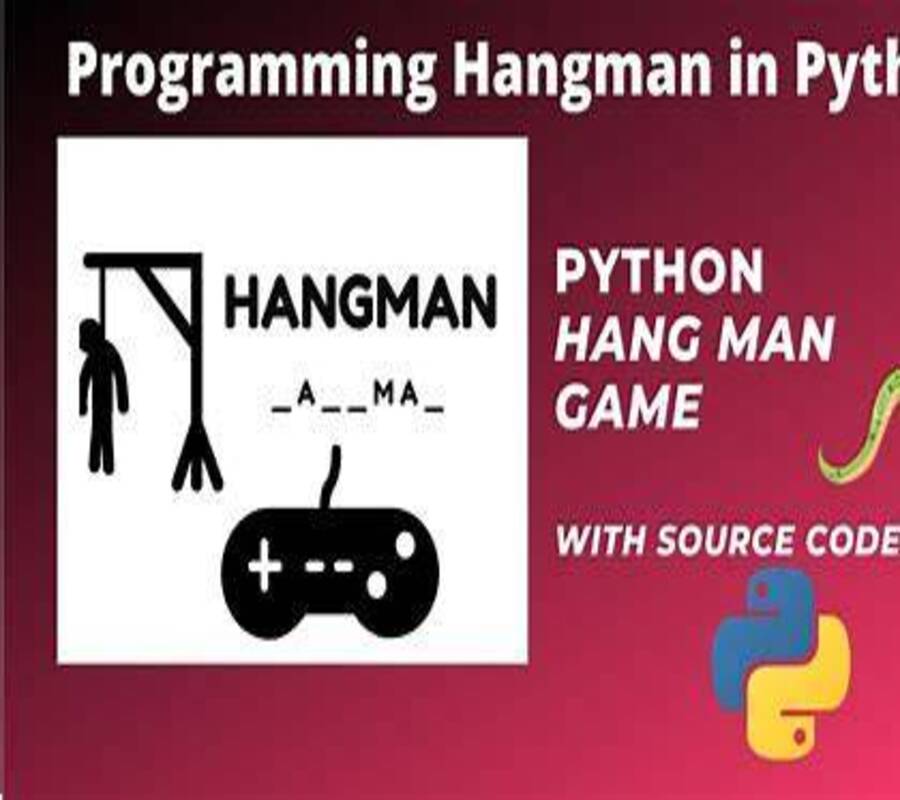 Programming Hangman in Pyth
HANGMAN
_A__MA_
PYTHON
HANG MAN
GAME
WITH SOURCE CODE